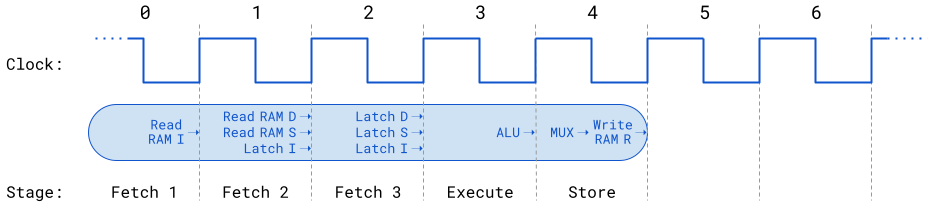 0 1 2 3 4 5 6
Clock:
Read
RAM I
Read RAM D
Read RAM S
Latch I
Latch D
Latch S
Latch I
ALU
MUX
Write
RAM R
Stage: Fetch 1 Fetch 2 Fetch 3 Execute Store